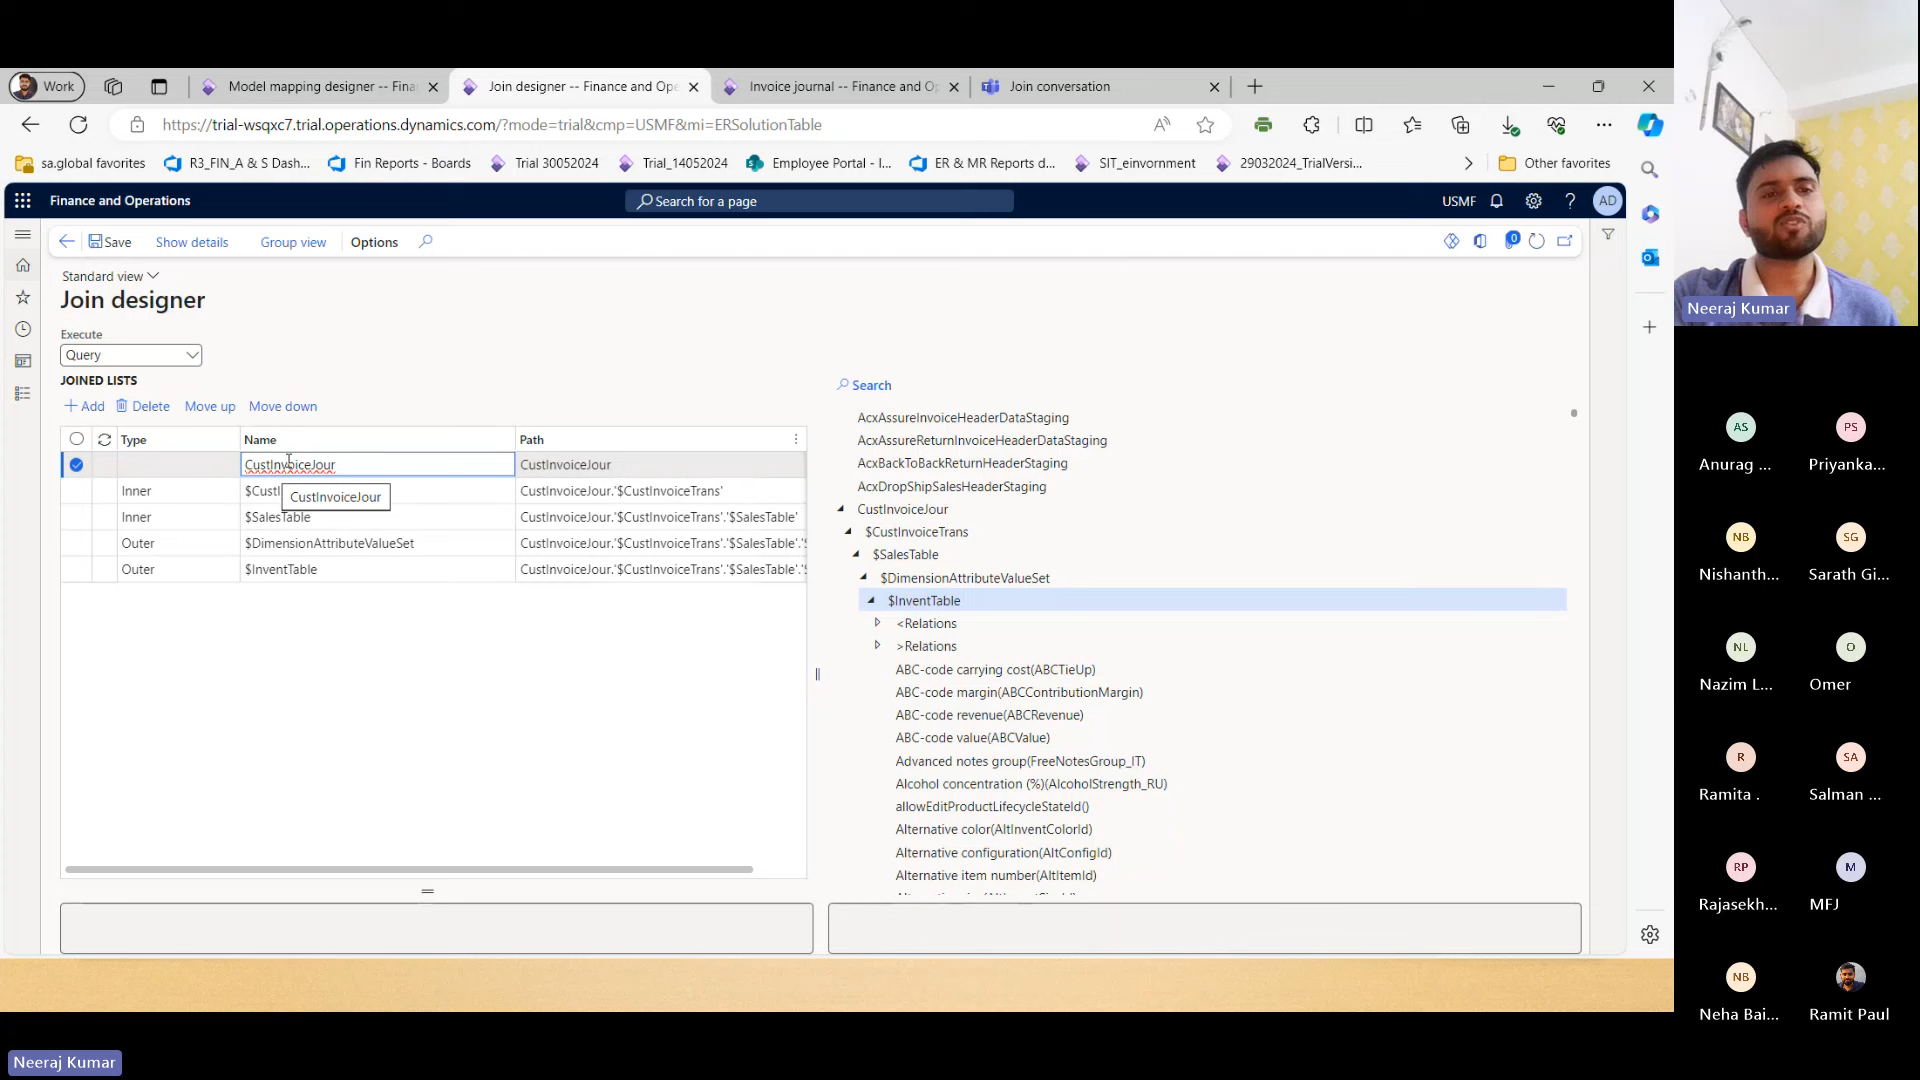 Work
Model mapping designer -- Fina
Join designer -- Finance and Ope
Invoice journal -- Finance and O
Join conversation
https://trial-wsqxc7.trial.operations.dynamics.com/?mode=trial&cmp=USMF&mi=ERSolutionTable
sa.global favorites
R3_FIN_A & S Dash...
Fin Reports - Boards
Trial 30052024
Trial_14052024
Employee Portal - I...
ER & MR Reports d...
SIT_einvornment
29032024_TrialVersi...
Other favorites
Finance and Operations
Search for a page
USMF
AD
Save
Show details
Group view
Options
0
Standard view
Join designer
Execute
Query
JOINED LISTS
Add
Delete
Move up
Move down
Type
Name
Path
CustInvoiceJour
CustInvoiceJour
Inner
$CustI
CustInvoiceJour.'$CustInvoiceTrans'
CustInvoiceJour
Inner
$SalesTable
CustInvoiceJour.'$CustInvoiceTrans'.'$SalesTable'
Outer
$DimensionAttributeValueSet
CustInvoiceJour.'$CustInvoiceTrans'.'$SalesTable'.'$
Outer
$InventTable
CustInvoiceJour.'$CustInvoiceTrans'.'$SalesTable'.'$
Search
AcxAssureInvoiceHeaderDataStaging
AcxAssureReturnInvoiceHeaderDataStaging
AcxBackToBackReturnHeaderStaging
AcxDropShipSalesHeaderStaging
CustInvoiceJour
$CustInvoiceTrans
$SalesTable
$DimensionAttributeValueSet
$InventTable
<Relations
>Relations
ABC-code carrying cost(ABCTieUp)
ABC-code margin(ABCContributionMargin)
ABC-code revenue(ABCRevenue)
ABC-code value(ABCValue)
Advanced notes group(FreeNotesGroup_IT)
Alcohol concentration (%)(AlcoholStrength_RU)
allowEditProductLifecycleStateId()
Alternative color(AltInventColorId)
Alternative configuration(AltConfigId)
Alternative item number(AltItemId)
Neeraj Kumar
AS
Anurag ...
PS
Priyanka...
NB
Nishanth...
SG
Sarath Gi...
NL
Nazim L...
O
Omer
R
Ramita .
SA
Salman ...
RP
Rajasekh...
M
MFJ
NB
Neha Bai...
Ramit Paul
Neeraj Kumar